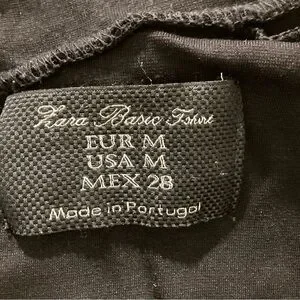 Zara Basic Tshirt
EUR M
USA M
MEX 28
Made in Portugal